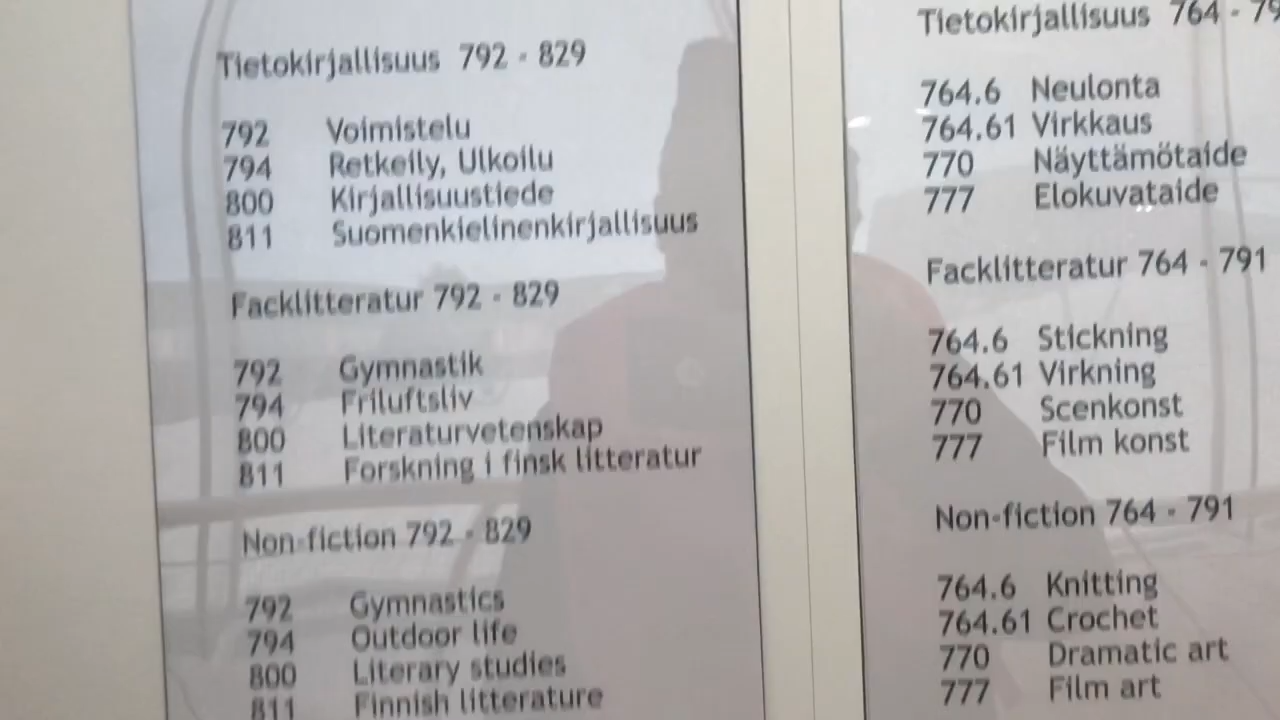 Tietokirjallisuus 792 - 829
792 Voimistelu
794 Retkeily, Ulkoilu
800 Kirjallisuustiede
811 Suomenkielinenkirjallisuus
Facklitteratur 792 - 829
792 Gymnastik
794 Friluftsliv
800 Literaturvetenskap
811 Forskning i finsk litteratur
Non-fiction 792 - 829
792 Gymnastics
794 Outdoor life
800 Literary studies
811 Finnish litterature
Tietokirjallisuus 764 - 79
764.6 Neulonta
764.61 Virkkaus
770 Näyttämötaide
777 Elokuvataide
Facklitteratur 764 - 791
764.6 Stickning
764.61 Virkning
770 Scenkonst
777 Film konst
Non-fiction 764 - 791
764.6 Knitting
764.61 Crochet
770 Dramatic art
777 Film art